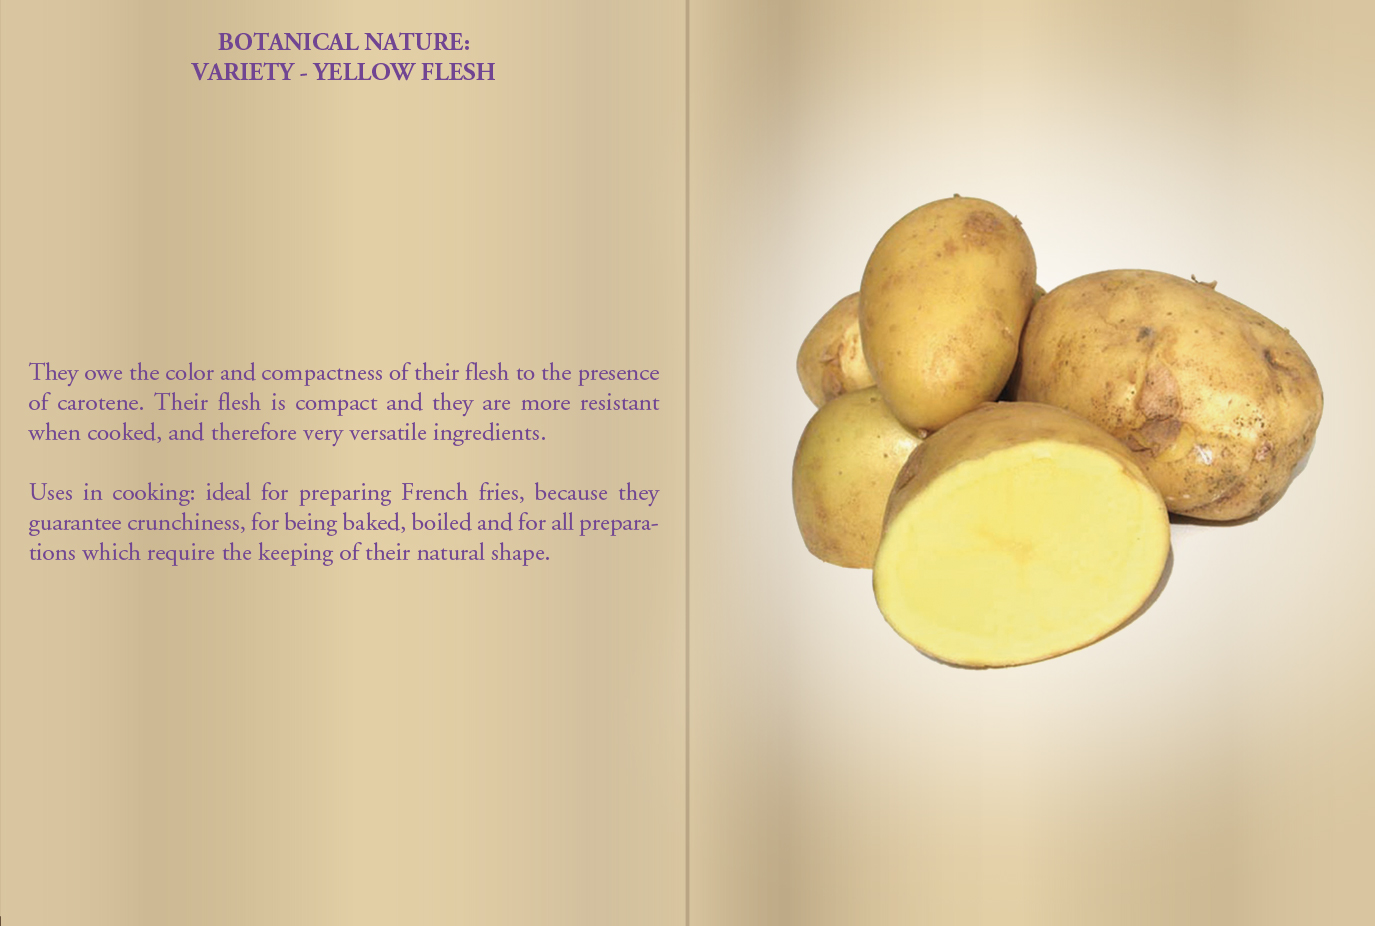 BOTANICAL NATURE:
VARIETY - YELLOW FLESH
They owe the color and compactness of their flesh to the presence
of carotene. Their flesh is compact and they are more resistant
when cooked, and therefore very versatile ingredients.
Uses in cooking: ideal for preparing French fries, because they
guarantee crunchiness, for being baked, boiled and for all prepara-
tions which require the keeping of their natural shape.